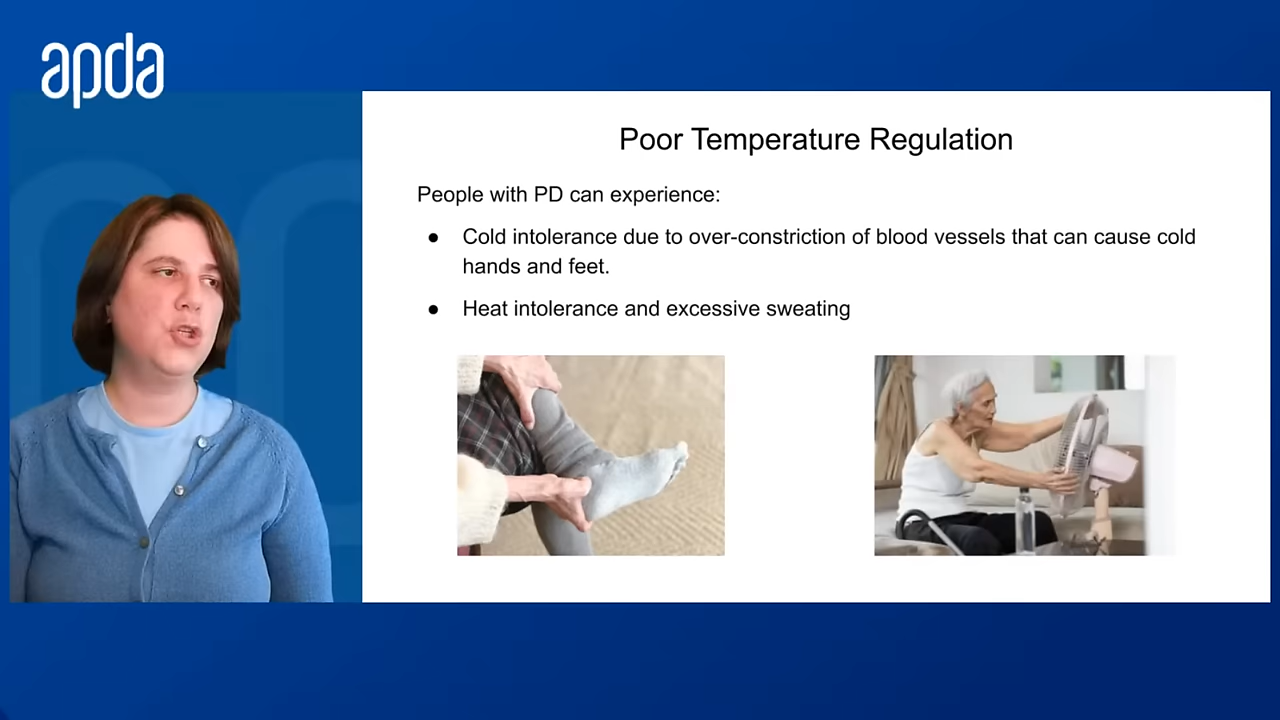 apda
Poor Temperature Regulation
People with PD can experience:
● Cold intolerance due to over-constriction of blood vessels that can cause cold
hands and feet.
● Heat intolerance and excessive sweating